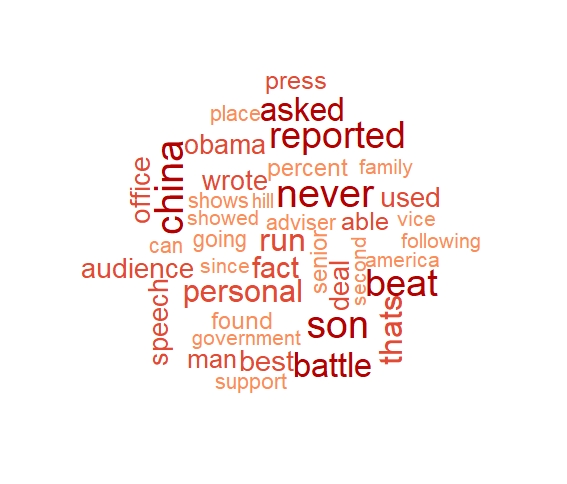 press
place asked
obama reported
percent family
office china wrote never used
shows hill
showed adviser able vice
can going run senior second following
audience since fact deal america
speech personal beat
found son thats
government
man best battle
support